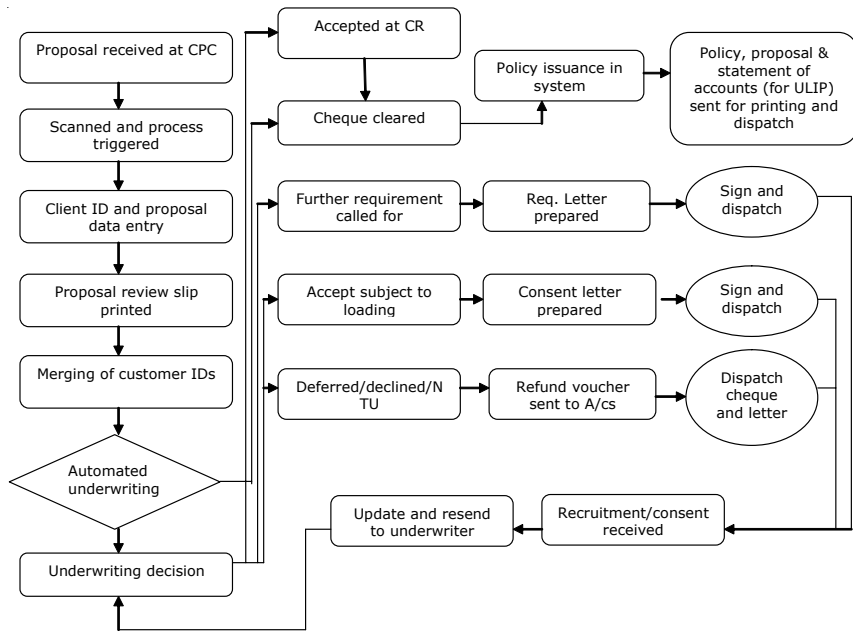 Proposal received at CPC
Scanned and process
triggered
Client ID and proposal
data entry
Proposal review slip
printed
Merging of customer IDs
Automated
underwriting
Underwriting decision
Accepted at CR
Cheque cleared
Policy issuance in
system
Policy, proposal &
statement of
accounts (for ULIP)
sent for printing and
dispatch
Further requirement
called for
Req. Letter
prepared
Sign and
dispatch
Accept subject to
loading
Consent letter
prepared
Sign and
dispatch
Deferred/declined/N
TU
Refund voucher
sent to A/cs
Dispatch
cheque
and letter
Update and resend
to underwriter
Recruitment/consent
received